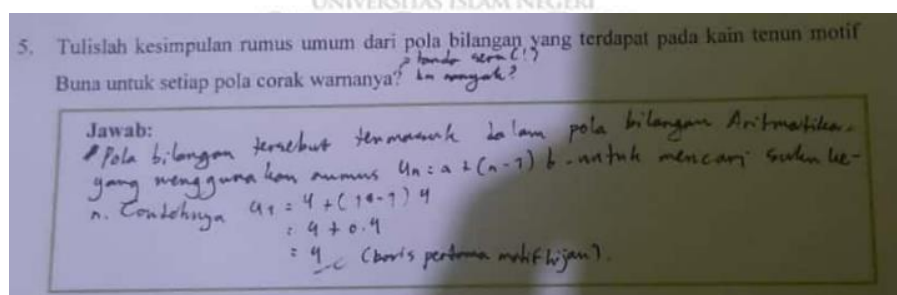 UNIVERSITAS ISLAM NEGERI
5. Tulislah kesimpulan rumus umum dari pola bilangan yang terdapat pada kain tenun motif
tanda seru (!)
Buna untuk setiap pola corak warnanya?
Jawab:
Pola bilangan tersebut termasuk dalam pola bilangan Aritmatika.
yang menggunakan rumus Un = a + (n-1) b. untuk mencari suku ke-
n. Contohnya U1 = 4 + (1-1) 4
= 4 + 0.4
= 4 (baris pertama motif hijau).